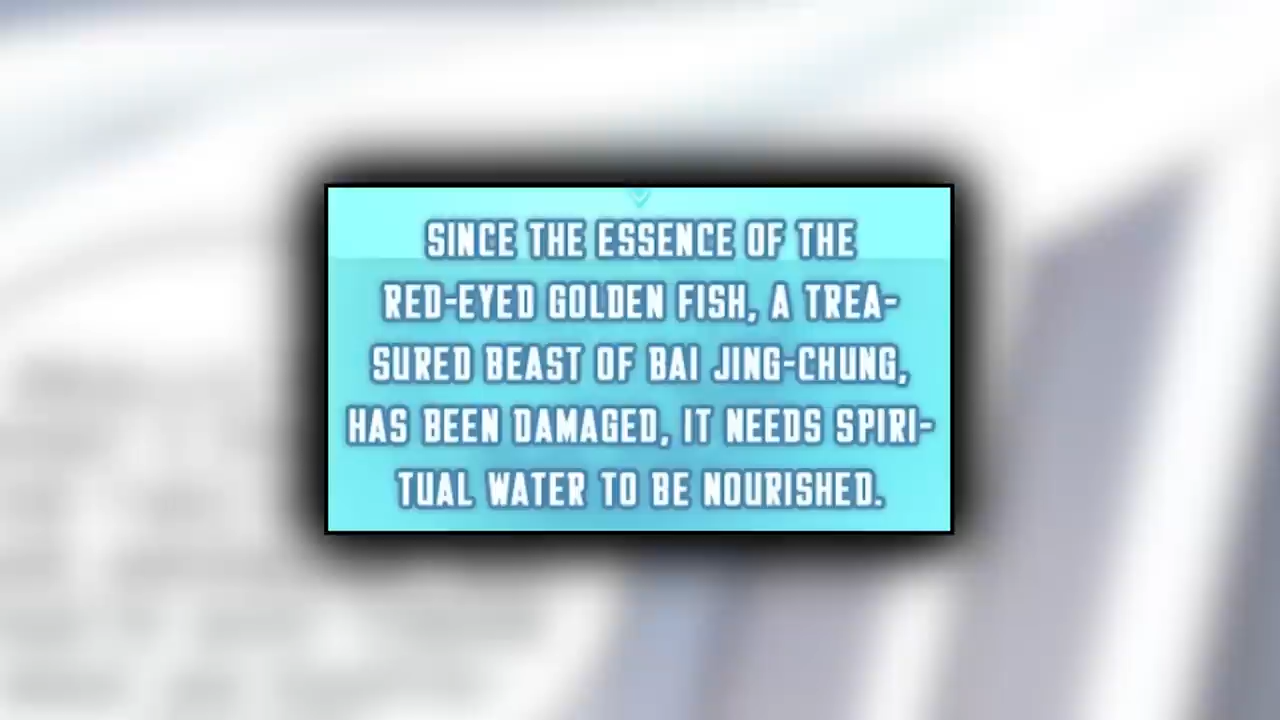 SINCE THE ESSENCE OF THE
RED-EYED GOLDEN FISH, A TREA-
SURED BEAST OF BAI JING-CHUNG,
HAS BEEN DAMAGED, IT NEEDS SPIRI-
TUAL WATER TO BE NOURISHED.